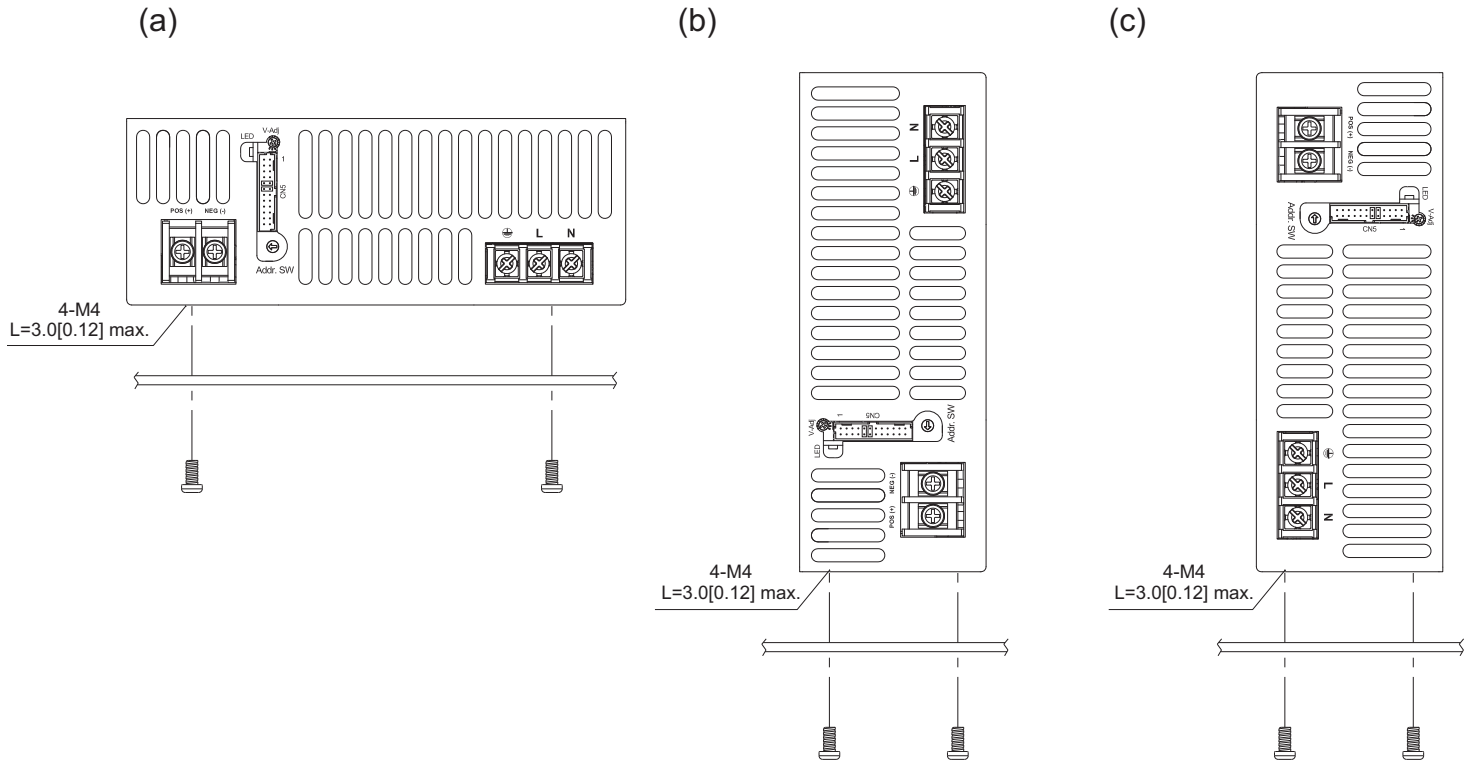 (a)
LED
V-Adj
1
CN5
POS (+) NEG (-)
Addr. SW
L N
4-M4
L=3.0[0.12] max.
(b)
N
L
1
CN5
V-Adj
LED
Addr. SW
NEG (-)
POS (+)
4-M4
L=3.0[0.12] max.
(c)
POS (+)
NEG (-)
LED
V-Adj
Addr. SW
CN5
1
L
N
4-M4
L=3.0[0.12] max.